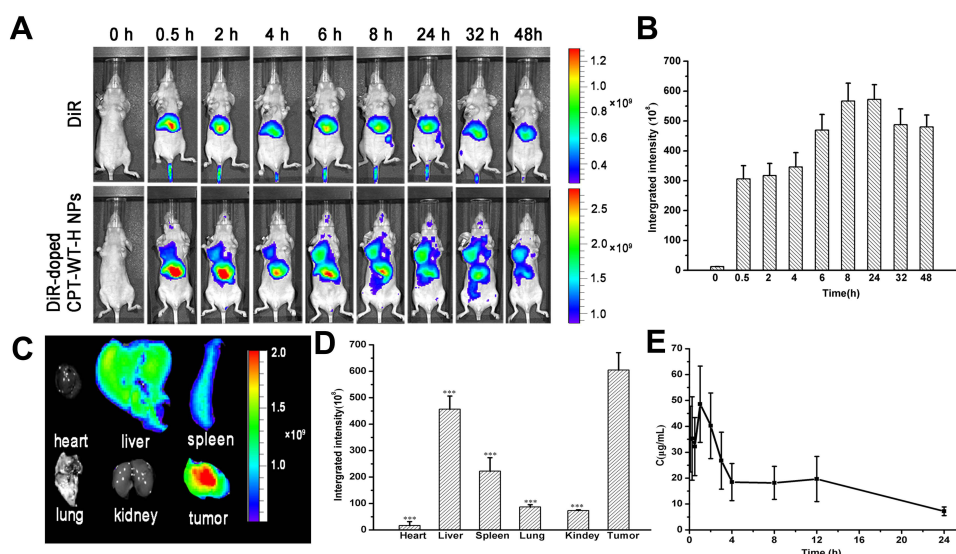 A
0 h 0.5 h 2 h 4 h 6 h 8 h 24 h 32 h 48h
DiR
1.2
1.0
0.8
0.6
0.4
×10⁹
DiR-doped
CPT-WT-H NPs
2.5
2.0
1.5
1.0
×10⁹
B
Intergrated intensity (10⁸)
800
700
600
500
400
300
200
100
0
0 0.5 2 4 6 8 24 32 48
Time(h)
C
heart liver spleen
lung kidney tumor
2.0
1.5
1.0
×10⁹
D
Intergrated intensity(10⁸)
700
600
500
400
300
200
100
0
*** *** *** *** ***
Heart Liver Spleen Lung Kindey Tumor
E
C(μg/mL)
70
60
50
40
30
20
10
0
0 4 8 12 16 20 24
Time (h)